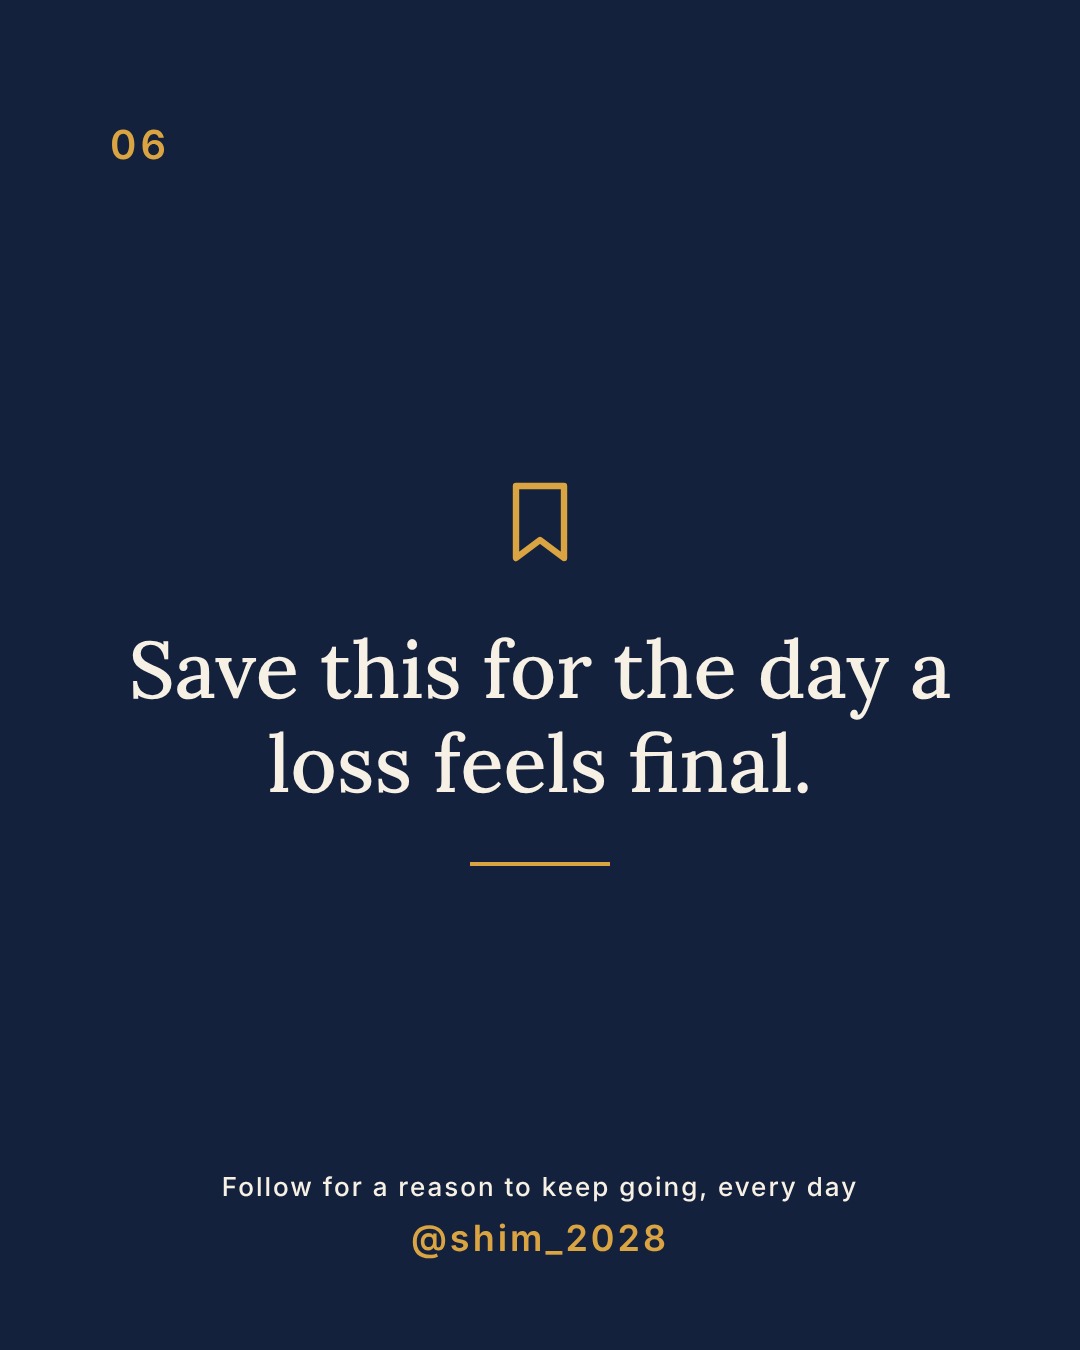 06
Save this for the day a
loss feels final.
Follow for a reason to keep going, every day
@shim_2028